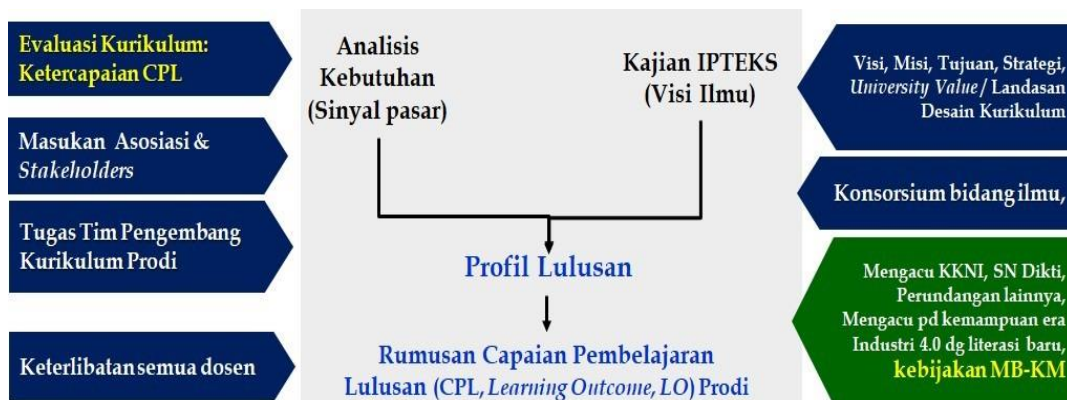 Evaluasi Kurikulum:
Ketercapaian CPL
Masukan Asosiasi &
Stakeholders
Tugas Tim Pengembang
Kurikulum Prodi
Keterlibatan semua dosen
Analisis
Kebutuhan
(Sinyal pasar)
Kajian IPTEKS
(Visi Ilmu)
Profil Lulusan
Rumusan Capaian Pembelajaran
Lulusan (CPL, Learning Outcome, LO) Prodi
Visi, Misi, Tujuan, Strategi,
University Value / Landasan
Desain Kurikulum
Konsorsium bidang ilmu,
Mengacu KKNI, SN Dikti,
Perundangan lainnya,
Mengacu pd kemampuan era
Industri 4.0 dg literasi baru,
kebijakan MB-KM